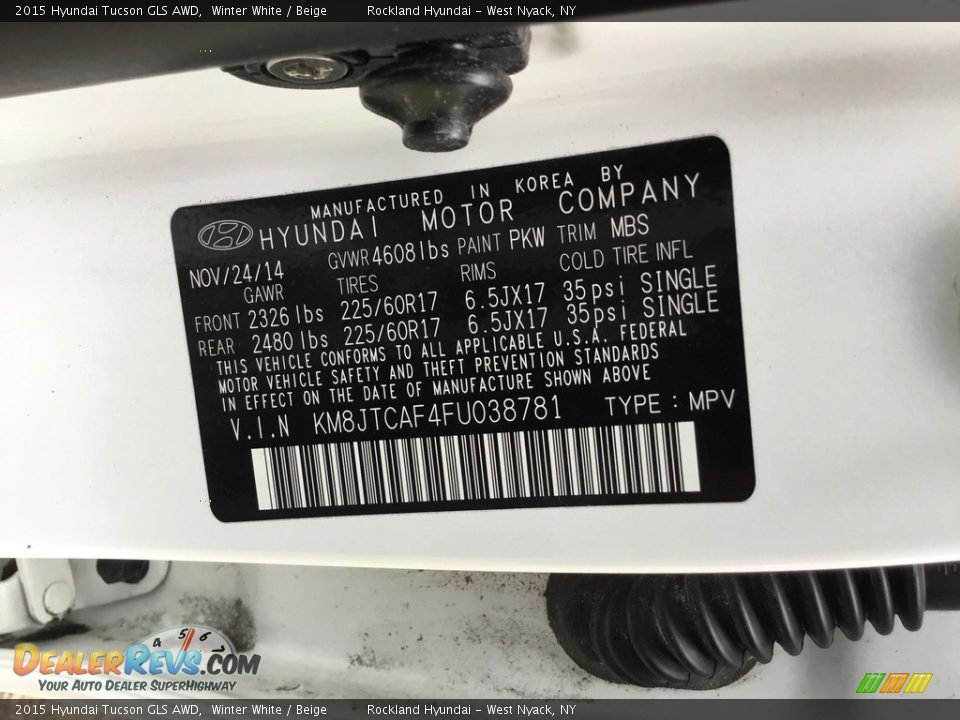 2015 Hyundai Tucson GLS AWD, Winter White / Beige Rockland Hyundai - West Nyack, NY
MANUFACTURED IN KOREA BY
HYUNDAI MOTOR COMPANY
NOV/24/14 GVWR 4608 lbs PAINT PKW TRIM MBS
GAWR TIRES RIMS COLD TIRE INFL
FRONT 2326 lbs 225/60R17 6.5JX17 35psi SINGLE
REAR 2480 lbs 225/60R17 6.5JX17 35psi SINGLE
THIS VEHICLE CONFORMS TO ALL APPLICABLE U.S.A. FEDERAL
MOTOR VEHICLE SAFETY AND THEFT PREVENTION STANDARDS
IN EFFECT ON THE DATE OF MANUFACTURE SHOWN ABOVE
V.I.N KM8JTCAF4FU038781 TYPE : MPV
4 5 6 7
DEALERREVS.COM
YOUR AUTO DEALER SUPERHIGHWAY
2015 Hyundai Tucson GLS AWD, Winter White / Beige Rockland Hyundai - West Nyack, NY